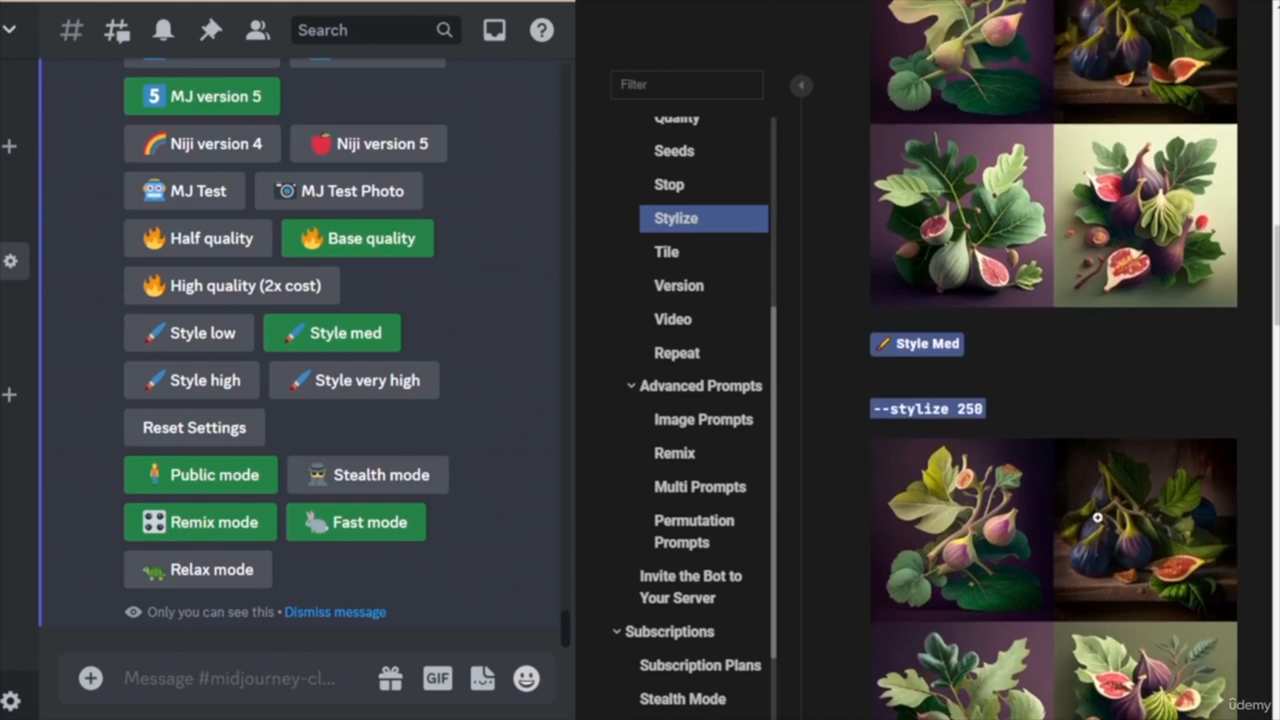 Search
5 MJ version 5
Niji version 4
Niji version 5
MJ Test
MJ Test Photo
Half quality
Base quality
High quality (2x cost)
Style low
Style med
Style high
Style very high
Reset Settings
Public mode
Stealth mode
Remix mode
Fast mode
Relax mode
Only you can see this • Dismiss message
Message #midjourney-cl...
GIF
Filter
Quality
Seeds
Stop
Stylize
Tile
Version
Video
Repeat
Advanced Prompts
Image Prompts
Remix
Multi Prompts
Permutation
Prompts
Invite the Bot to
Your Server
Subscriptions
Subscription Plans
Stealth Mode
Style Med
--stylize 250
ûdemy